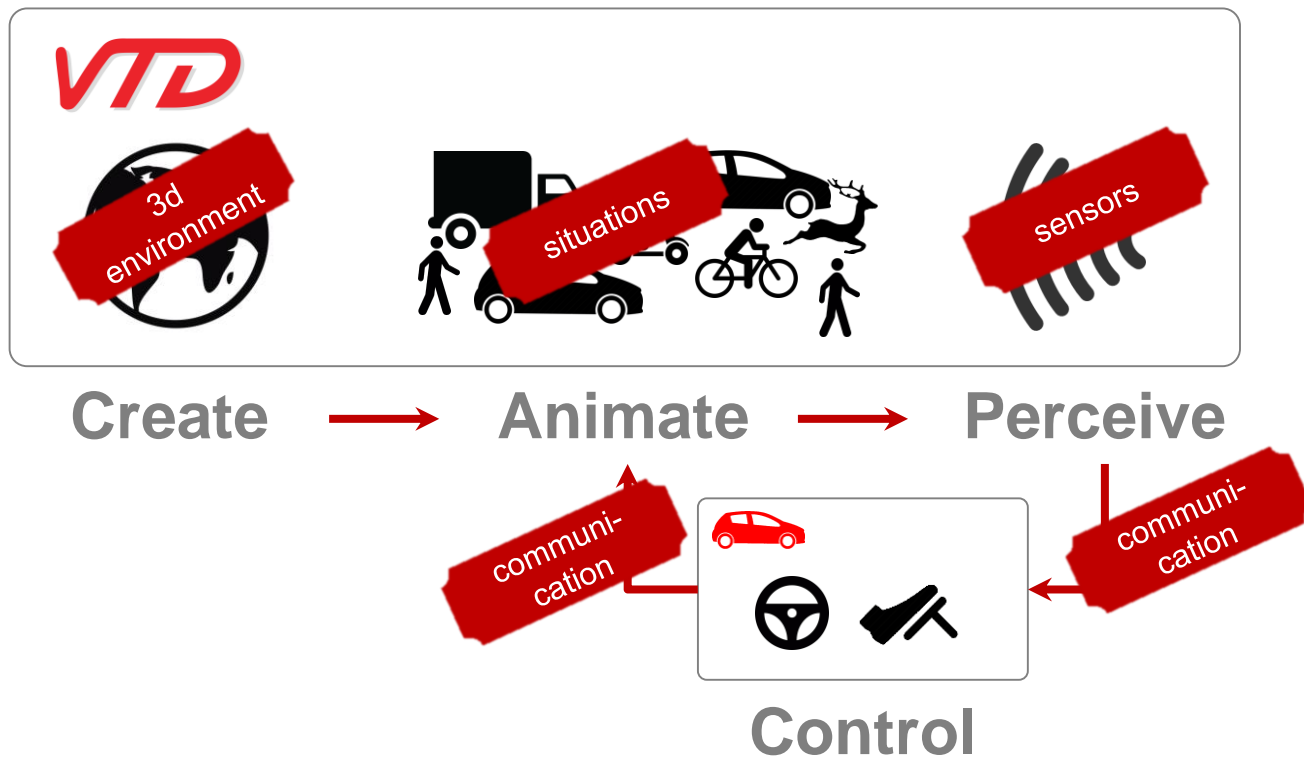 VTD
3d
environment
situations
sensors
Create
Animate
Perceive
communi-
cation
communi-
cation
Control